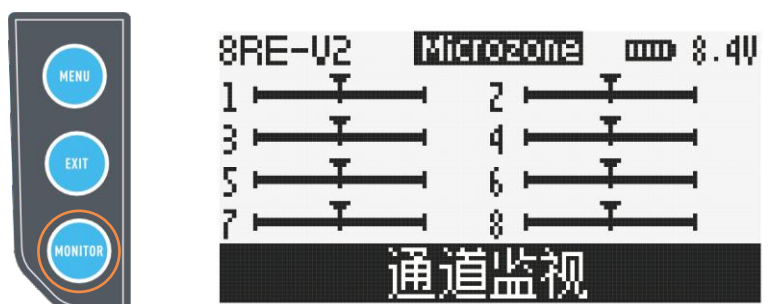 MENU
EXIT
MONITOR
8RE-V2 Microzone 8.4V
1 2
3 4
5 6
7 8
通道监视